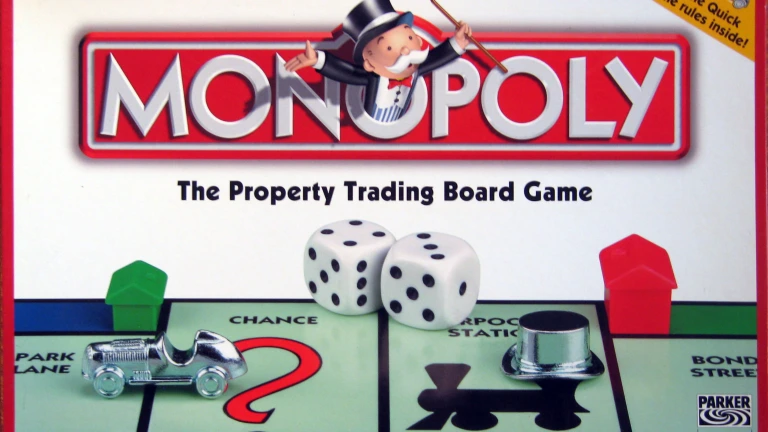 Quick
rules inside!
MONOPOLY
The Property Trading Board Game
CHANCE
PARK
LANE
BOND
PARKER